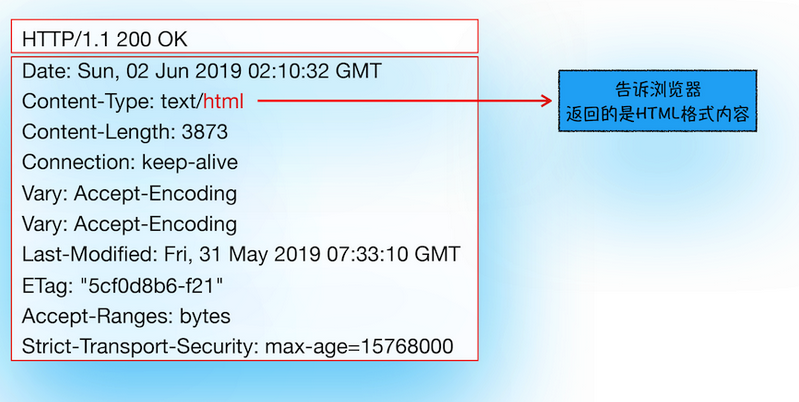 HTTP/1.1 200 OK
Date: Sun, 02 Jun 2019 02:10:32 GMT
Content-Type: text/html
Content-Length: 3873
Connection: keep-alive
Vary: Accept-Encoding
Vary: Accept-Encoding
Last-Modified: Fri, 31 May 2019 07:33:10 GMT
ETag: "5cf0d8b6-f21"
Accept-Ranges: bytes
Strict-Transport-Security: max-age=15768000
告诉浏览器
返回的是HTML格式内容